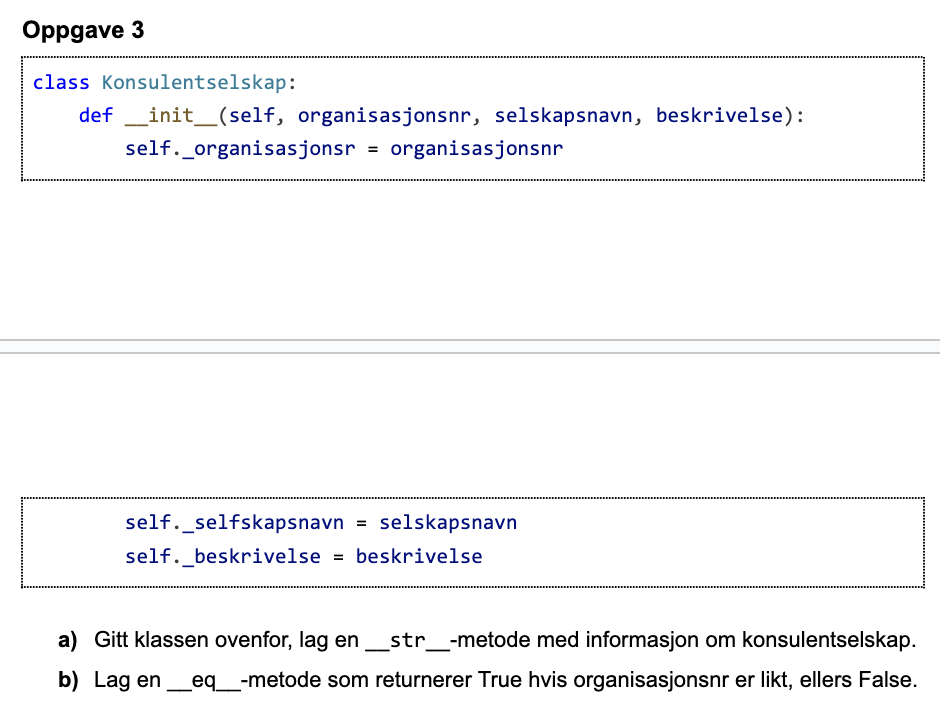 Oppgave 3
class Konsulentselskap:
def __init__(self, organisasjonsnr, selskapsnavn, beskrivelse):
self._organisasjonsr = organisasjonsnr
self._selfskapsnavn = selskapsnavn
self._beskrivelse = beskrivelse
a) Gitt klassen ovenfor, lag en __str__-metode med informasjon om konsulentselskap.
b) Lag en __eq__-metode som returnerer True hvis organisasjonsnr er likt, ellers False.